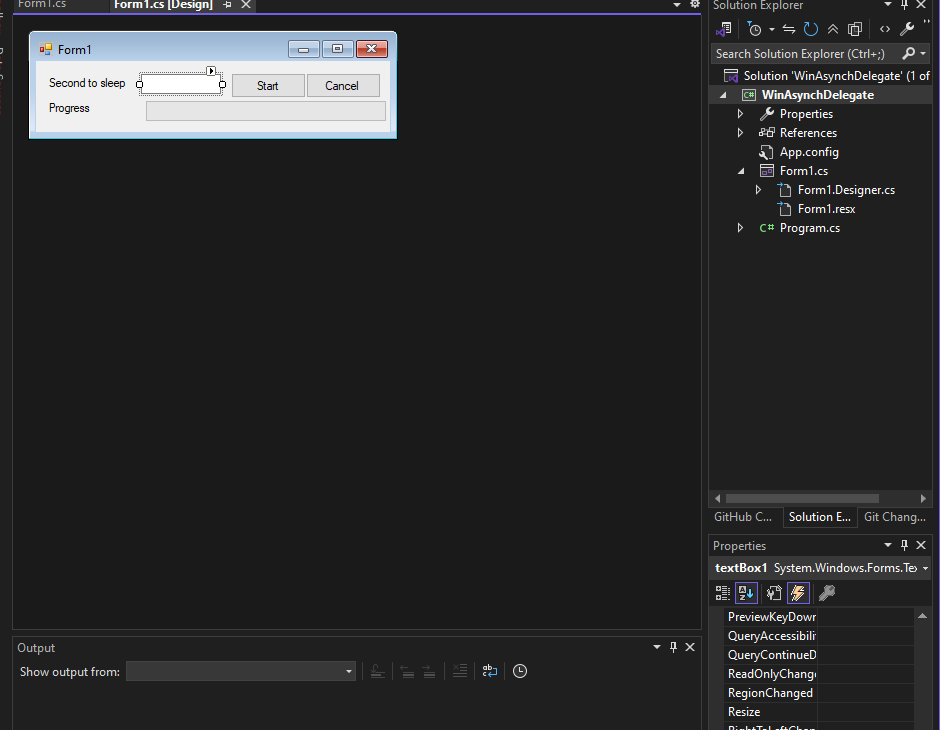 Form1.cs
Form1.cs [Design]
Form1
Second to sleep
Start
Cancel
Progress
Output
Show output from:
Solution Explorer
Search Solution Explorer (Ctrl+;)
Solution 'WinAsynchDelegate' (1 of
C# WinAsynchDelegate
Properties
References
App.config
Form1.cs
Form1.Designer.cs
Form1.resx
C# Program.cs
GitHub C... Solution E... Git Chang...
Properties
textBox1 System.Windows.Forms.Te
PreviewKeyDown
QueryAccessibili
QueryContinueD
ReadOnlyChange
RegionChanged
Resize